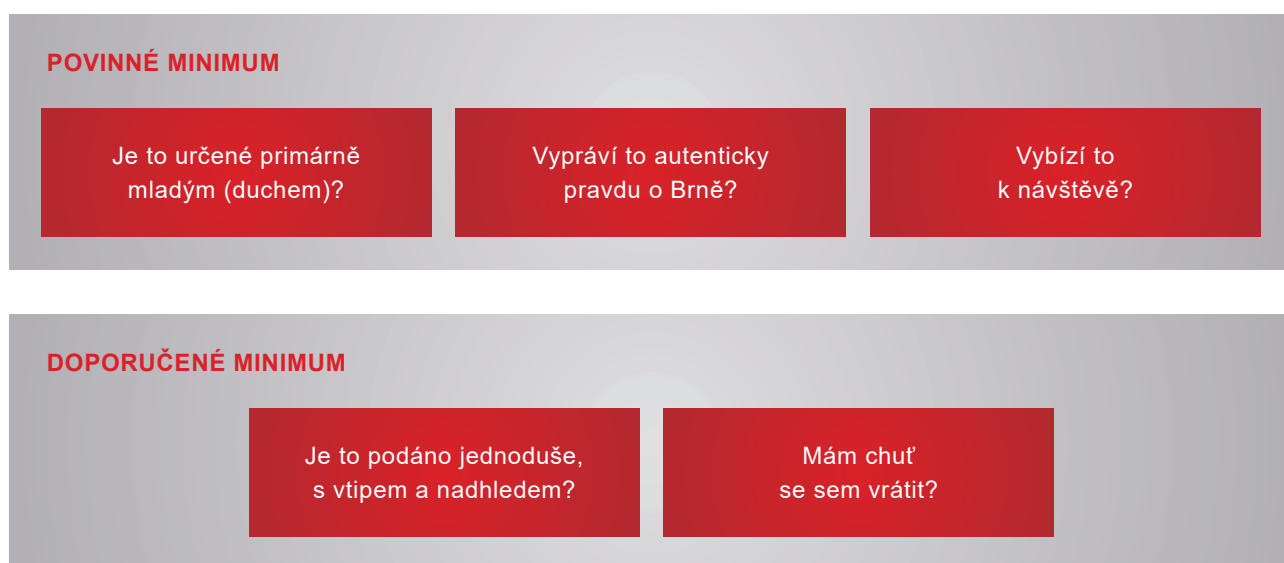 POVINNÉ MINIMUM
Je to určené primárně
mladým (duchem)?
Vypráví to autenticky
pravdu o Brně?
Vybízí to
k návštěvě?
DOPORUČENÉ MINIMUM
Je to podáno jednoduše,
s vtipem a nadhledem?
Mám chuť
se sem vrátit?